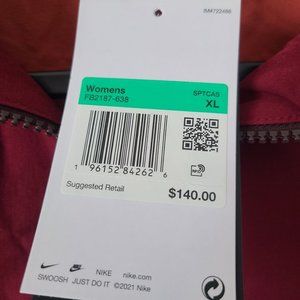 IM4722486
Womens
FB2187-638
SPTCAS
XL
1 96152 84262 6
Suggested Retail
$140.00
NIKE nike.com
SWOOSH JUST DO IT ©2021 Nike